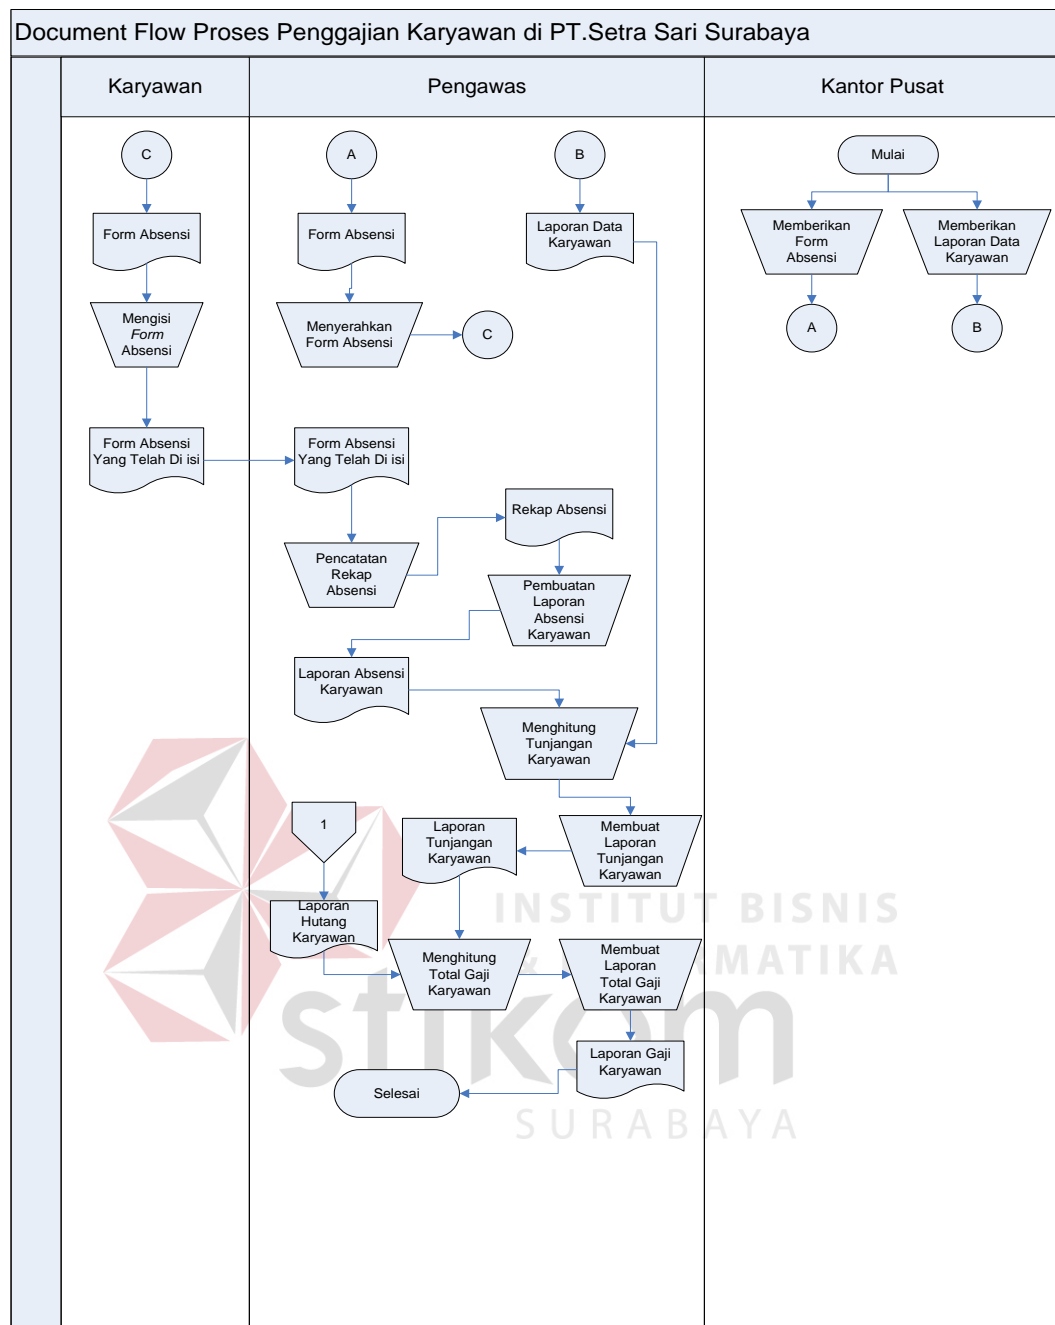 Document Flow Proses Penggajian Karyawan di PT.Setra Sari Surabaya
Karyawan
Pengawas
Kantor Pusat
C
Form Absensi
Mengisi
Form
Absensi
Form Absensi
Yang Telah Di isi
A
Form Absensi
Menyerahkan
Form Absensi
C
B
Laporan Data
Karyawan
Form Absensi
Yang Telah Di isi
Pencatatan
Rekap
Absensi
Rekap Absensi
Pembuatan
Laporan
Absensi
Karyawan
Laporan Absensi
Karyawan
Menghitung
Tunjangan
Karyawan
Membuat
Laporan
Tunjangan
Karyawan
Laporan
Tunjangan
Karyawan
1
Laporan
Hutang
Karyawan
Menghitung
Total Gaji
Karyawan
Membuat
Laporan
Total Gaji
Karyawan
Laporan Gaji
Karyawan
Selesai
Mulai
Memberikan
Form
Absensi
A
Memberikan
Laporan Data
Karyawan
B
INSTITUT BISNIS
MATIKA
stikom
SURABAYA